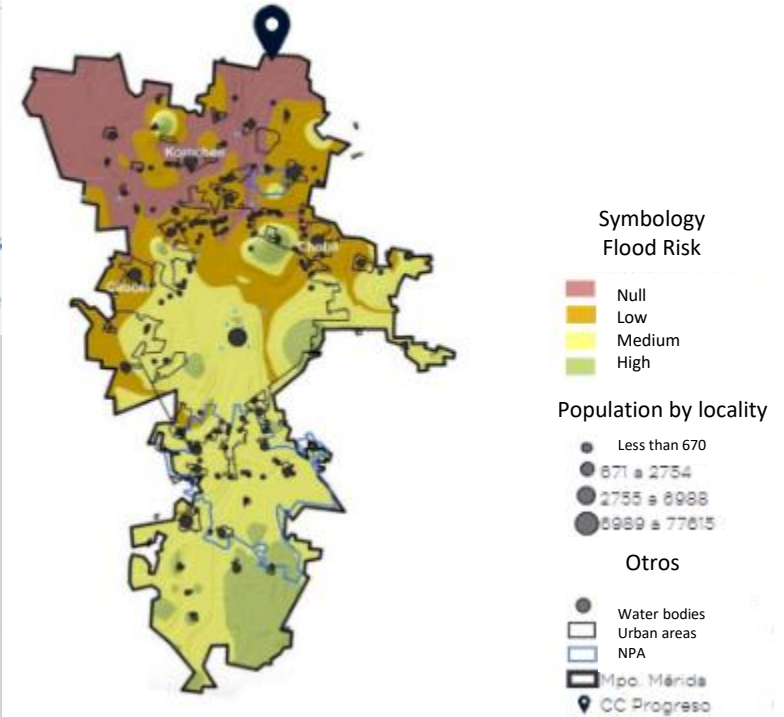 Komchen
Chablé
Caucel
Symbology
Flood Risk
Null
Low
Medium
High
Population by locality
Less than 670
671 a 2754
2755 a 6988
6989 a 77615
Otros
Water bodies
Urban areas
NPA
Mpo. Mérida
CC Progreso